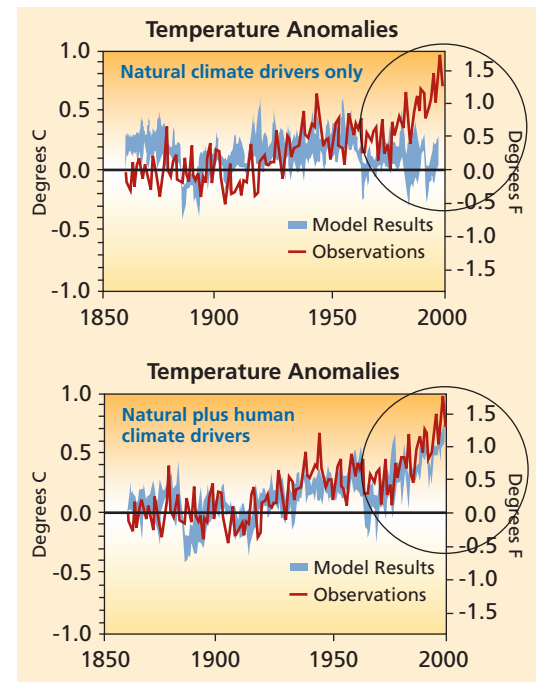 Temperature Anomalies
Natural climate drivers only
1.0
0.5
0.0
-0.5
-1.0
Degrees C
1.5
1.0
0.5
0.0
-0.5
-1.0
-1.5
Degrees F
Model Results
Observations
1850 1900 1950 2000
Temperature Anomalies
Natural plus human
climate drivers
1.0
0.5
0.0
-0.5
-1.0
Degrees C
1.5
1.0
0.5
0.0
-0.5
-1.0
-1.5
Degrees F
Model Results
Observations
1850 1900 1950 2000